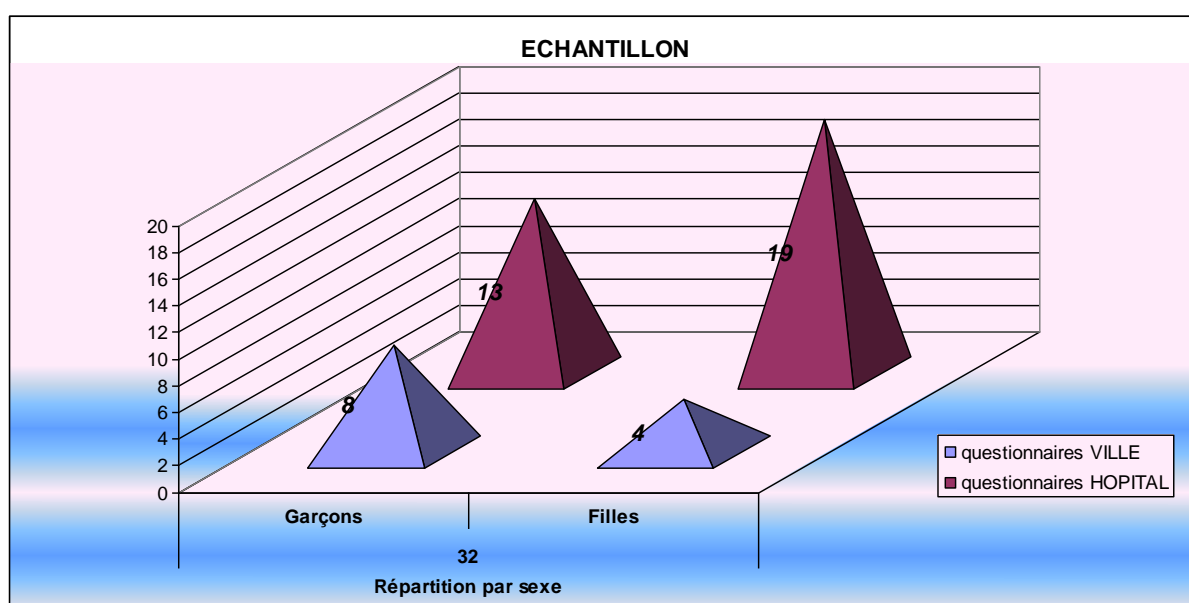 ECHANTILLON
20
18
16
14
12
10
8
6
4
2
0
13
19
8
4
Garçons
Filles
32
Répartition par sexe
questionnaires VILLE
questionnaires HOPITAL